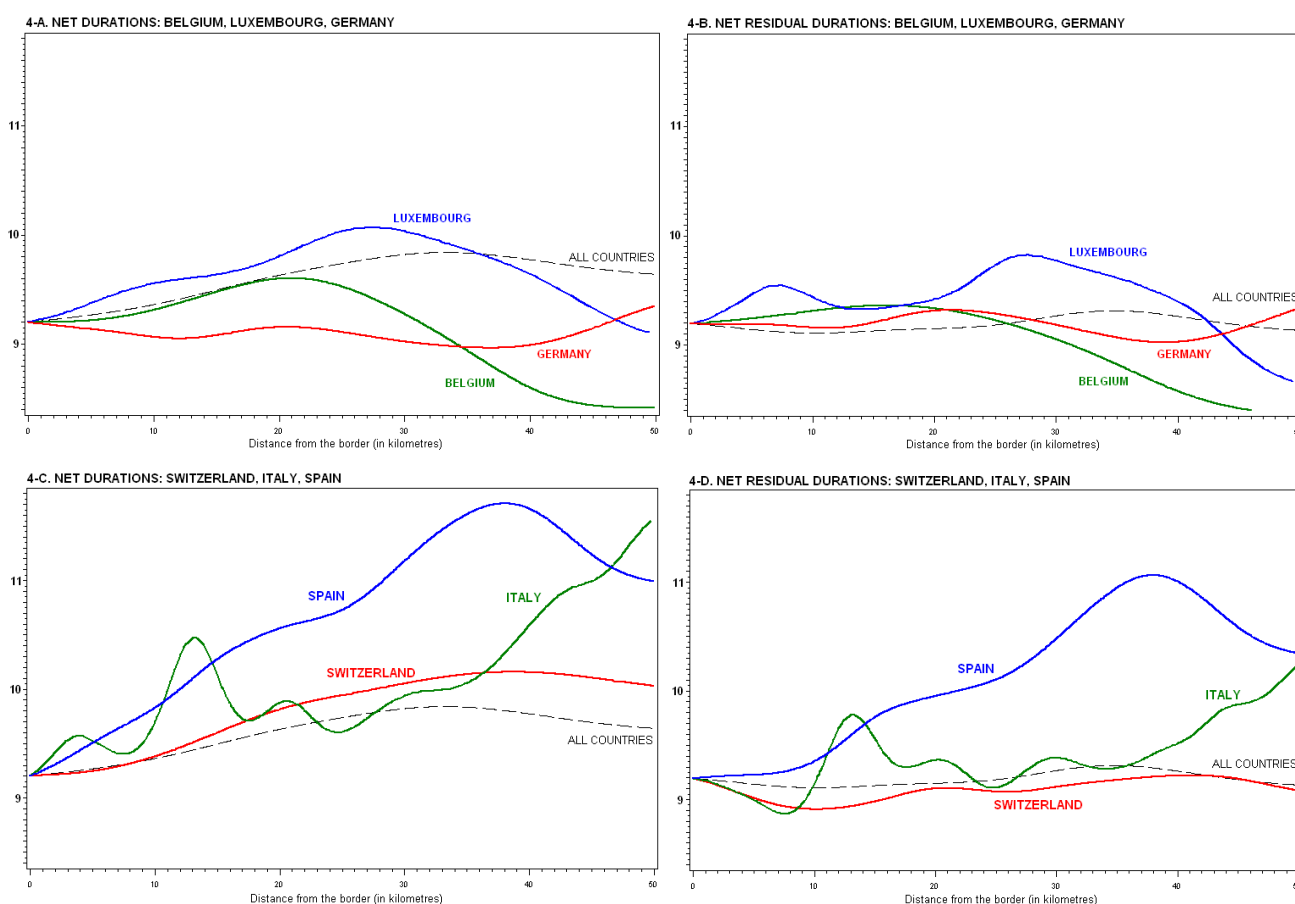 4-A. NET DURATIONS: BELGIUM, LUXEMBOURG, GERMANY
11
10
9
LUXEMBOURG
ALL COUNTRIES
GERMANY
BELGIUM
0 10 20 30 40 50
Distance from the border (in kilometres)
4-B. NET RESIDUAL DURATIONS: BELGIUM, LUXEMBOURG, GERMANY
11
10
9
LUXEMBOURG
ALL COUNTRIES
GERMANY
BELGIUM
0 10 20 30 40
Distance from the border (in kilometres)
4-C. NET DURATIONS: SWITZERLAND, ITALY, SPAIN
11
10
9
SPAIN
ITALY
SWITZERLAND
ALL COUNTRIES
0 10 20 30 40 50
Distance from the border (in kilometres)
4-D. NET RESIDUAL DURATIONS: SWITZERLAND, ITALY, SPAIN
11
10
9
SPAIN
ITALY
ALL COUNTRIES
SWITZERLAND
0 10 20 30 40
Distance from the border (in kilometres)